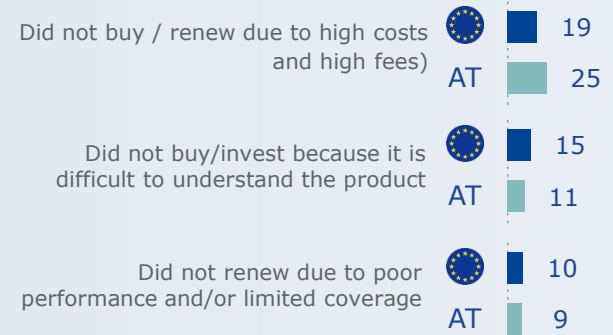 Did not buy / renew due to high costs
and high fees)
19
AT 25
Did not buy/invest because it is
difficult to understand the product
15
AT 11
Did not renew due to poor
performance and/or limited coverage
10
AT 9